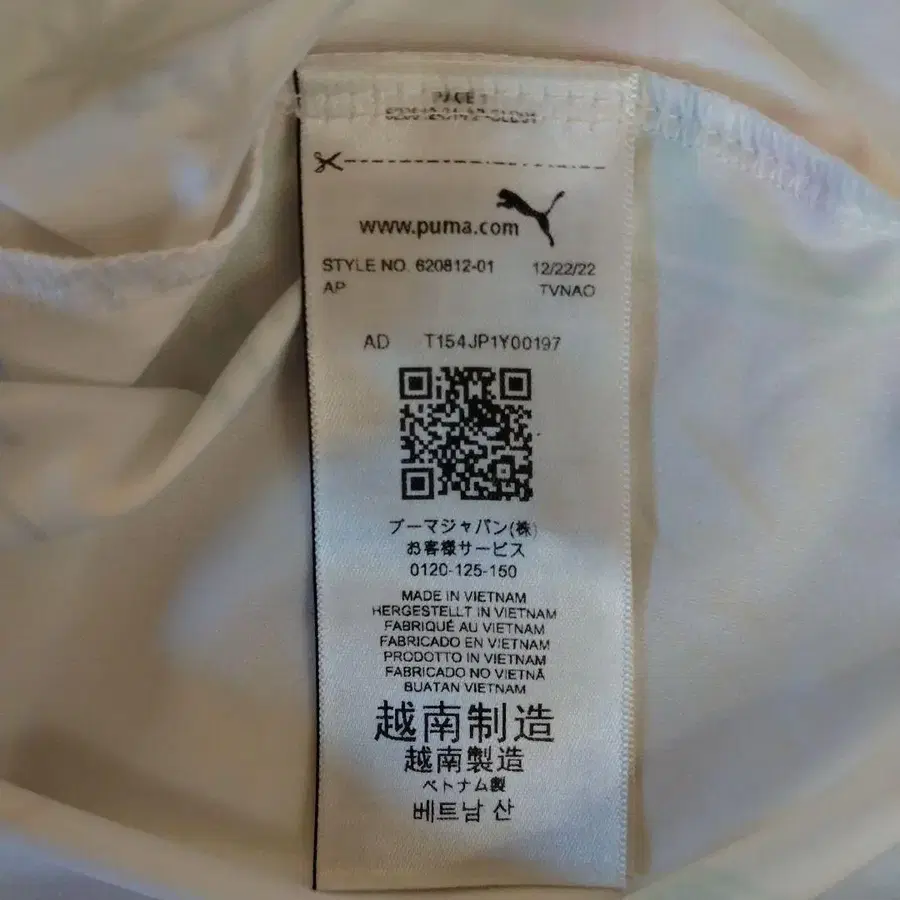 www.puma.com
STYLE NO. 620812-01 12/22/22
AP TVNAO
AD T154JP1Y00197
プーマジャパン(株)
お客様サービス
0120-125-150
MADE IN VIETNAM
HERGESTELLT IN VIETNAM
FABRIQUÉ AU VIETNAM
FABRICADO EN VIETNAM
PRODOTTO IN VIETNAM
FABRICADO NO VIETNÃ
BUATAN VIETNAM
越南制造
越南製造
ベトナム製
베트남 산